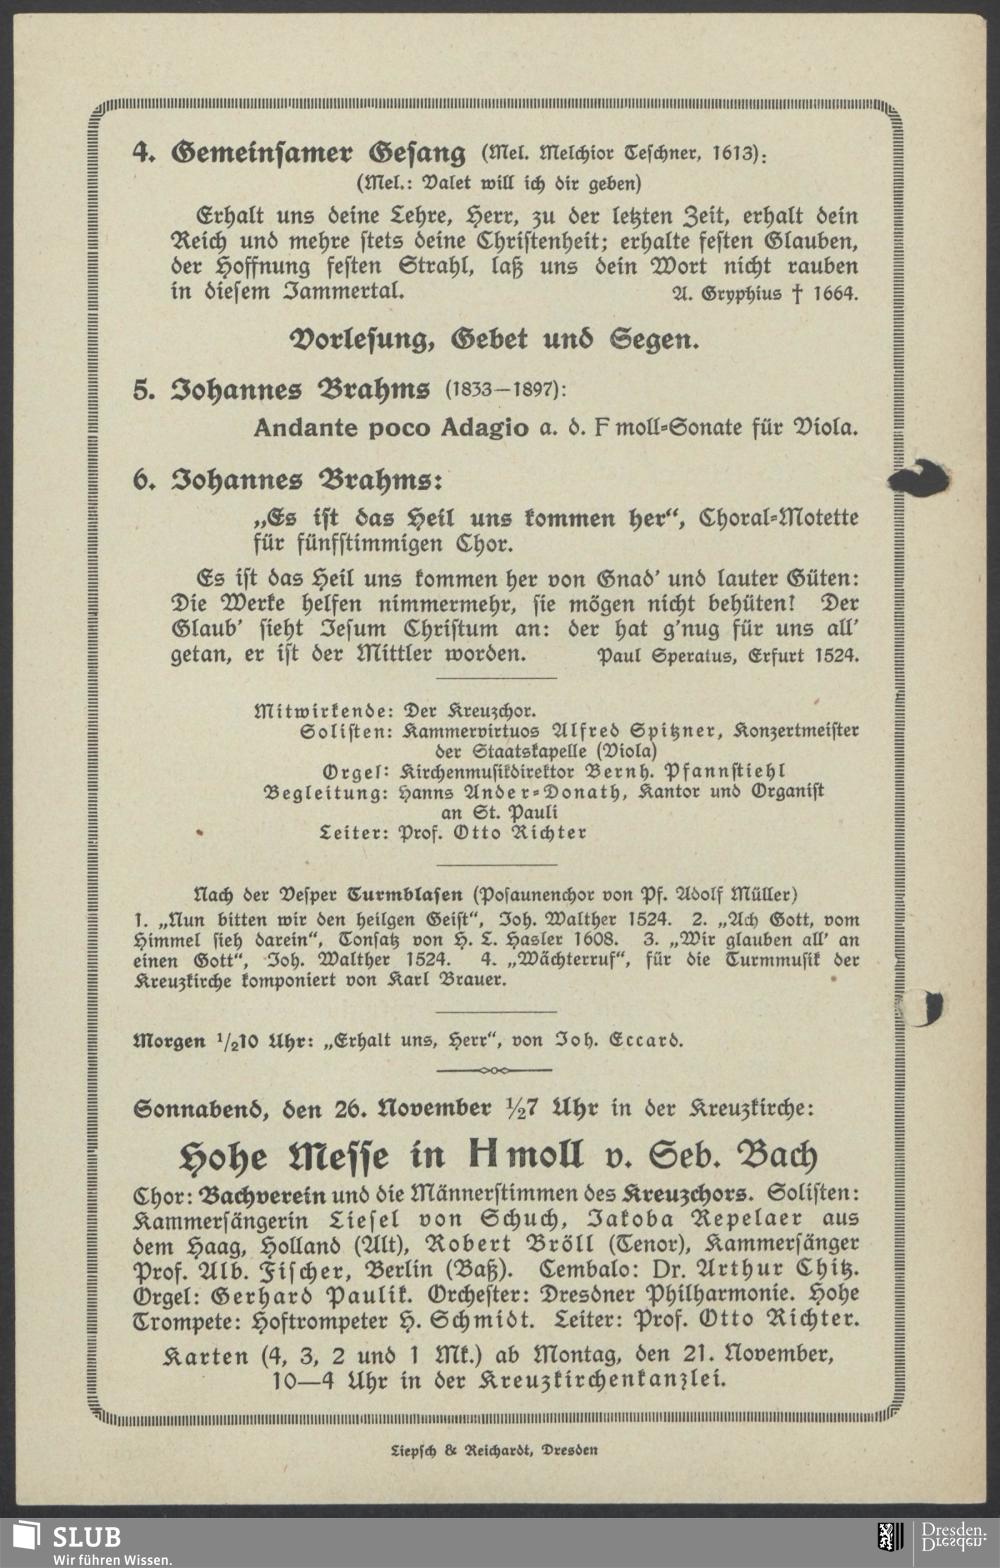 4. Gemeinsamer Gesang (Mel. Melchior Teschner, 1613):
(Mel.: Valet will ich dir geben)
Erhalt uns deine Lehre, Herr, zu der letzten Zeit, erhalt dein
Reich und mehre stets deine Christenheit; erhalte festen Glauben,
der Hoffnung festen Strahl, laß uns dein Wort nicht rauben
in diesem Jammertal. A. Gryphius † 1664.
Vorlesung, Gebet und Segen.
5. Johannes Brahms (1833—1897):
Andante poco Adagio a. d. F moll-Sonate für Viola.
6. Johannes Brahms:
„Es ist das Heil uns kommen her“, Choral-Motette
für fünfstimmigen Chor.
Es ist das Heil uns kommen her von Gnad' und lauter Güten:
Die Werke helfen nimmermehr, sie mögen nicht behüten! Der
Glaub' sieht Jesum Christum an: der hat g'nug für uns all'
getan, er ist der Mittler worden. Paul Speratus, Erfurt 1524.
Mitwirkende: Der Kreuzchor.
Solisten: Kammervirtuos Alfred Spitzner, Konzertmeister
der Staatskapelle (Viola)
Orgel: Kirchenmusikdirektor Bernh. Pfannstiehl
Begleitung: Hanns Ander-Donath, Kantor und Organist
an St. Pauli
Leiter: Prof. Otto Richter
Nach der Vesper Turmblasen (Posaunenchor von Pf. Adolf Müller)
1. „Nun bitten wir den heilgen Geist“, Joh. Walther 1524. 2. „Ach Gott, vom
Himmel sieh darein“, Tonsatz von H. L. Hasler 1608. 3. „Wir glauben all' an
einen Gott“, Joh. Walther 1524. 4. „Wächterruf“, für die Turmmusik der
Kreuzkirche komponiert von Karl Brauer.
Morgen 1/210 Uhr: „Erhalt uns, Herr“, von Joh. Eccard.
Sonnabend, den 26. November ½7 Uhr in der Kreuzkirche:
Hohe Messe in H moll v. Seb. Bach
Chor: Bachverein und die Männerstimmen des Kreuzchors. Solisten:
Kammersängerin Liesel von Schuch, Jakoba Repelaer aus
dem Haag, Holland (Alt), Robert Bröll (Tenor), Kammersänger
Prof. Alb. Fischer, Berlin (Baß). Cembalo: Dr. Arthur Chitz.
Orgel: Gerhard Paulik. Orchester: Dresdner Philharmonie. Hohe
Trompete: Hoftrompeter H. Schmidt. Leiter: Prof. Otto Richter.
Karten (4, 3, 2 und 1 Mk.) ab Montag, den 21. November,
10—4 Uhr in der Kreuzkirchenkanzlei.
Liepsch & Reichardt, Dresden
SLUB
Wir führen Wissen.
Dresden.
Dresden.